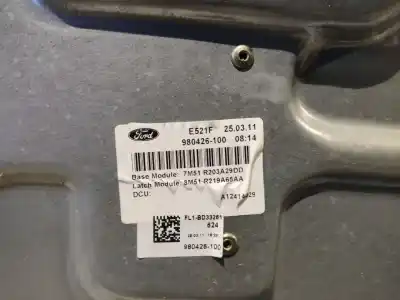 Ford
E521F 25.03.11
980426-100 08:14
Base Module: 7M51 R203A29DD
Latch Module: 8M51-R219A65AA
DCU: A12414929
FL1-BD33261
624
980426-100